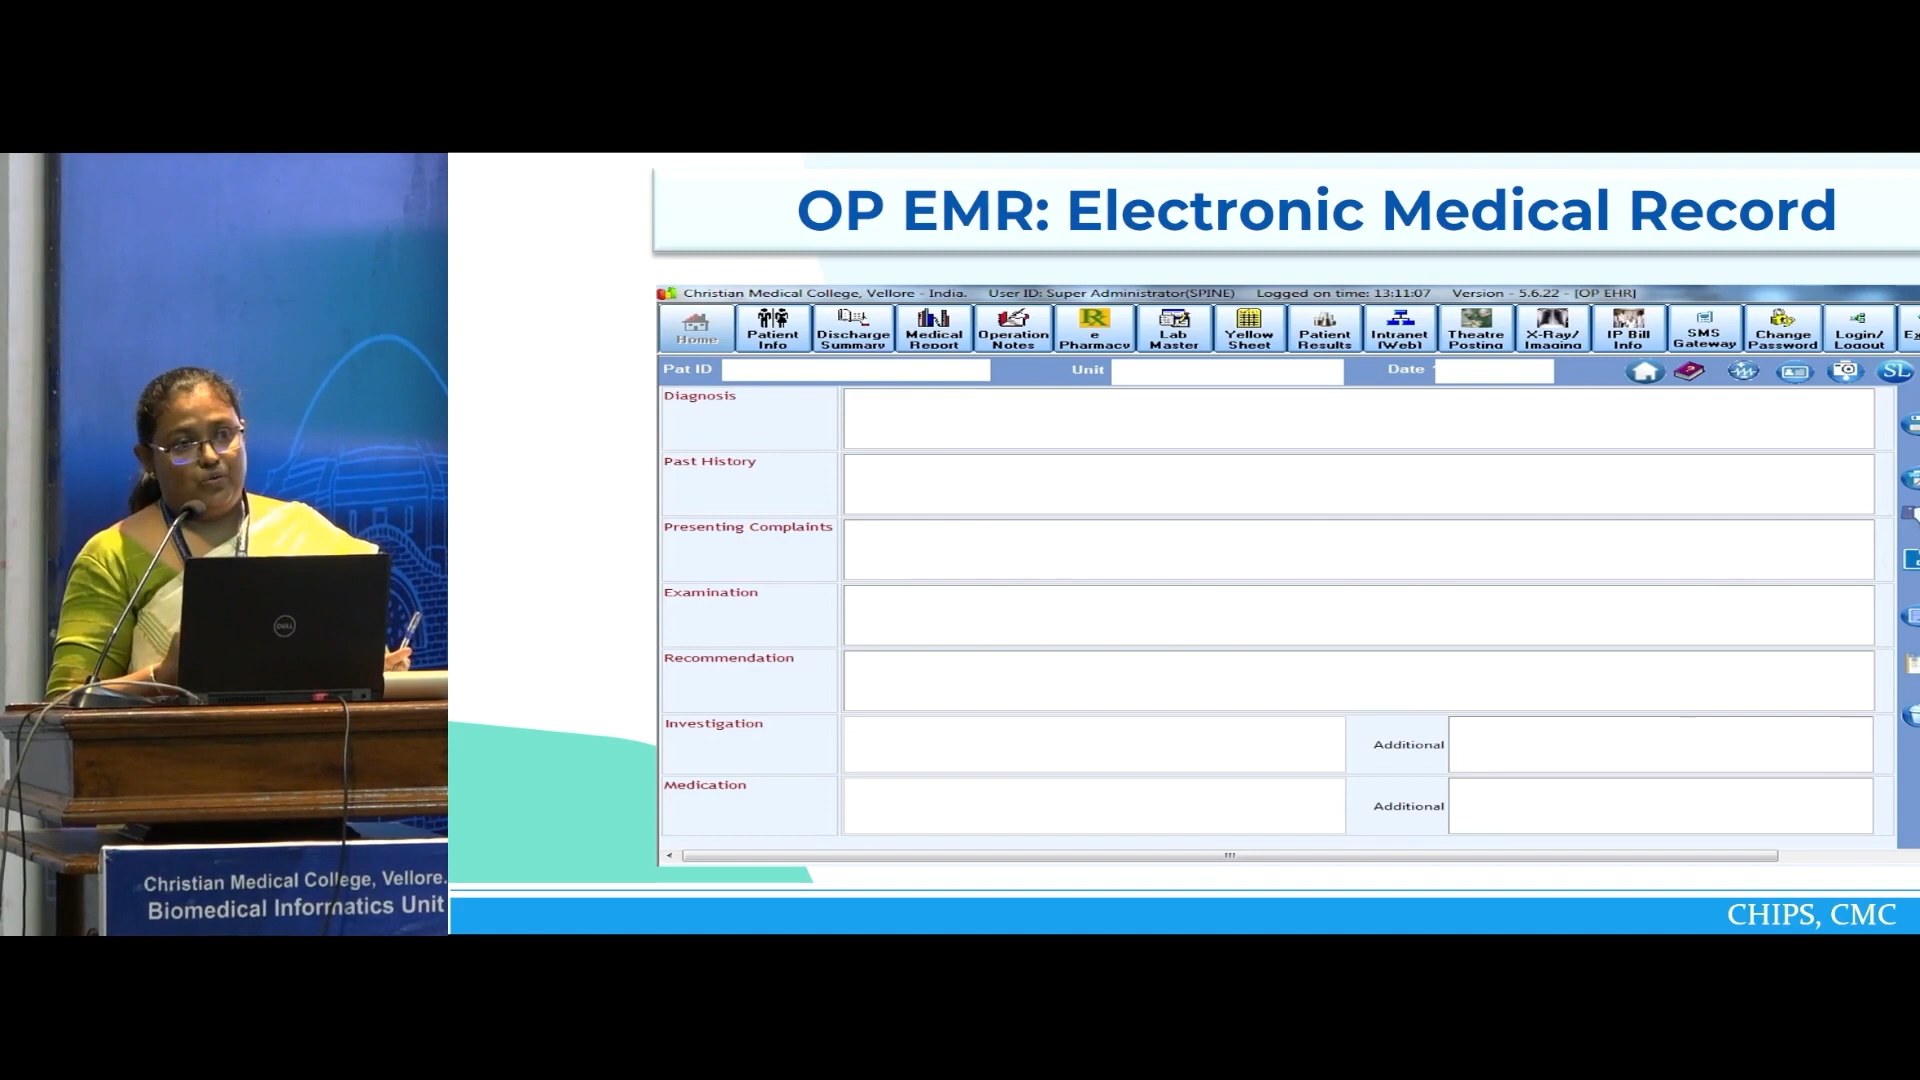 OP EMR: Electronic Medical Record
Christian Medical College, Vellore - India. User ID: Super Administrator(SPINE) Logged on time: 13:11:07 Version - 5.6.22 - [OP EHR]
Home
Patient Info
Discharge Summary
Medical Report
Operation Notes
e Pharmacy
Lab Master
Yellow Sheet
Patient Results
Intranet (Web)
Theatre Posting
X-Ray/ Imaging
IP Bill Info
SMS Gateway
Change Password
Login/ Logout
Pat ID
Unit
Date
SL
Diagnosis
Past History
Presenting Complaints
Examination
Recommendation
Investigation
Additional
Medication
Additional
CHIPS, CMC
DELL
Christian Medical College, Vellore.
Biomedical Informatics Unit